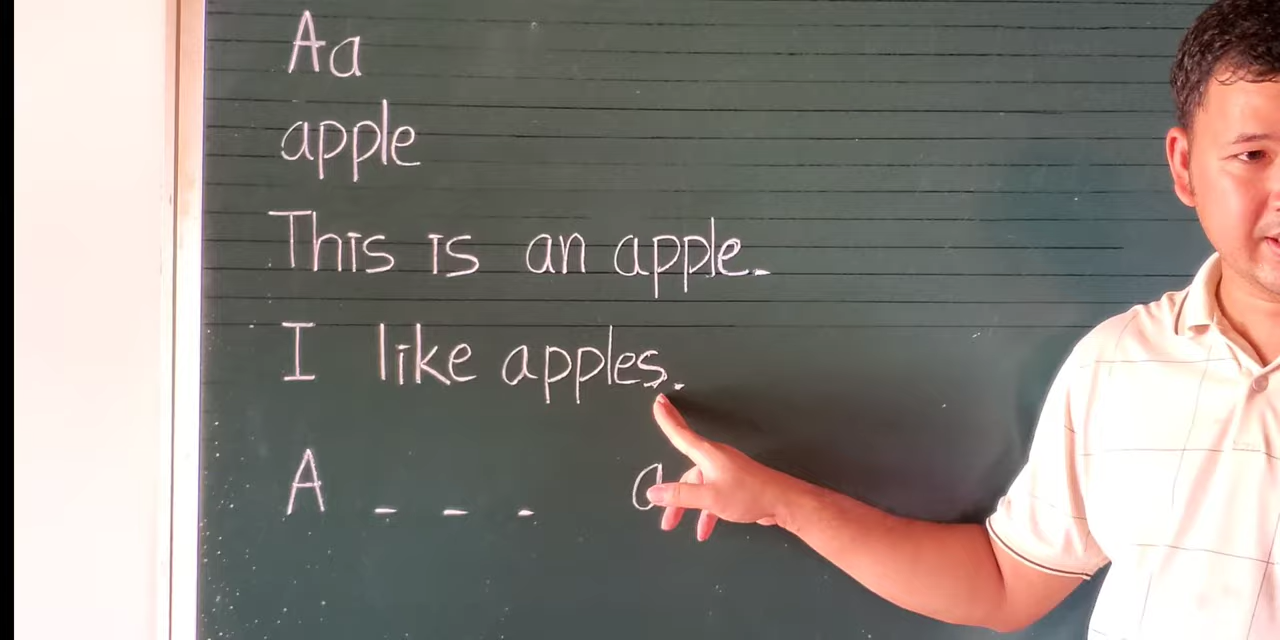 Aa
apple
This is an apple.
I like apples.
A _ _ _ a